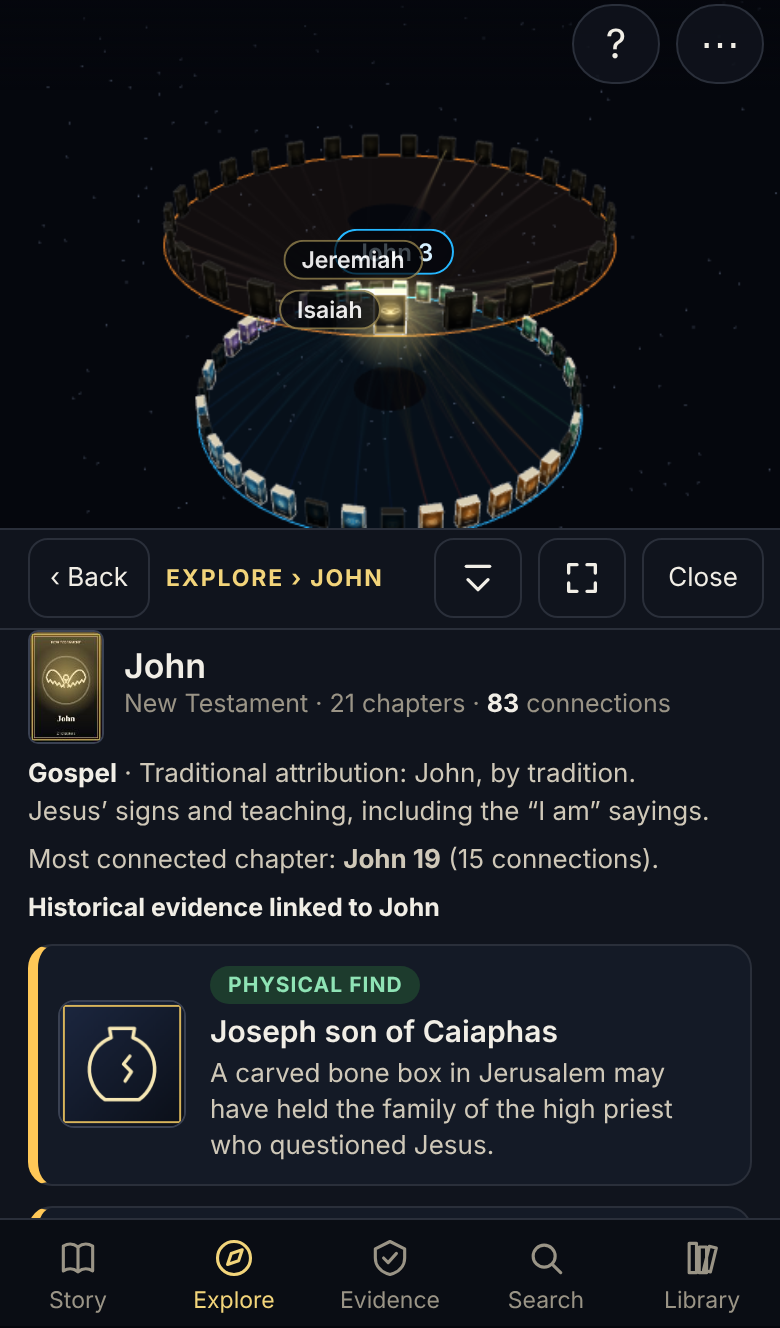 ?
...
John 3
Jeremiah
Isaiah
‹ Back
EXPLORE › JOHN
Close
John
John
New Testament · 21 chapters · 83 connections
Gospel · Traditional attribution: John, by tradition.
Jesus’ signs and teaching, including the “I am” sayings.
Most connected chapter: John 19 (15 connections).
Historical evidence linked to John
PHYSICAL FIND
Joseph son of Caiaphas
A carved bone box in Jerusalem may
have held the family of the high priest
who questioned Jesus.
Story
Explore
Evidence
Search
Library